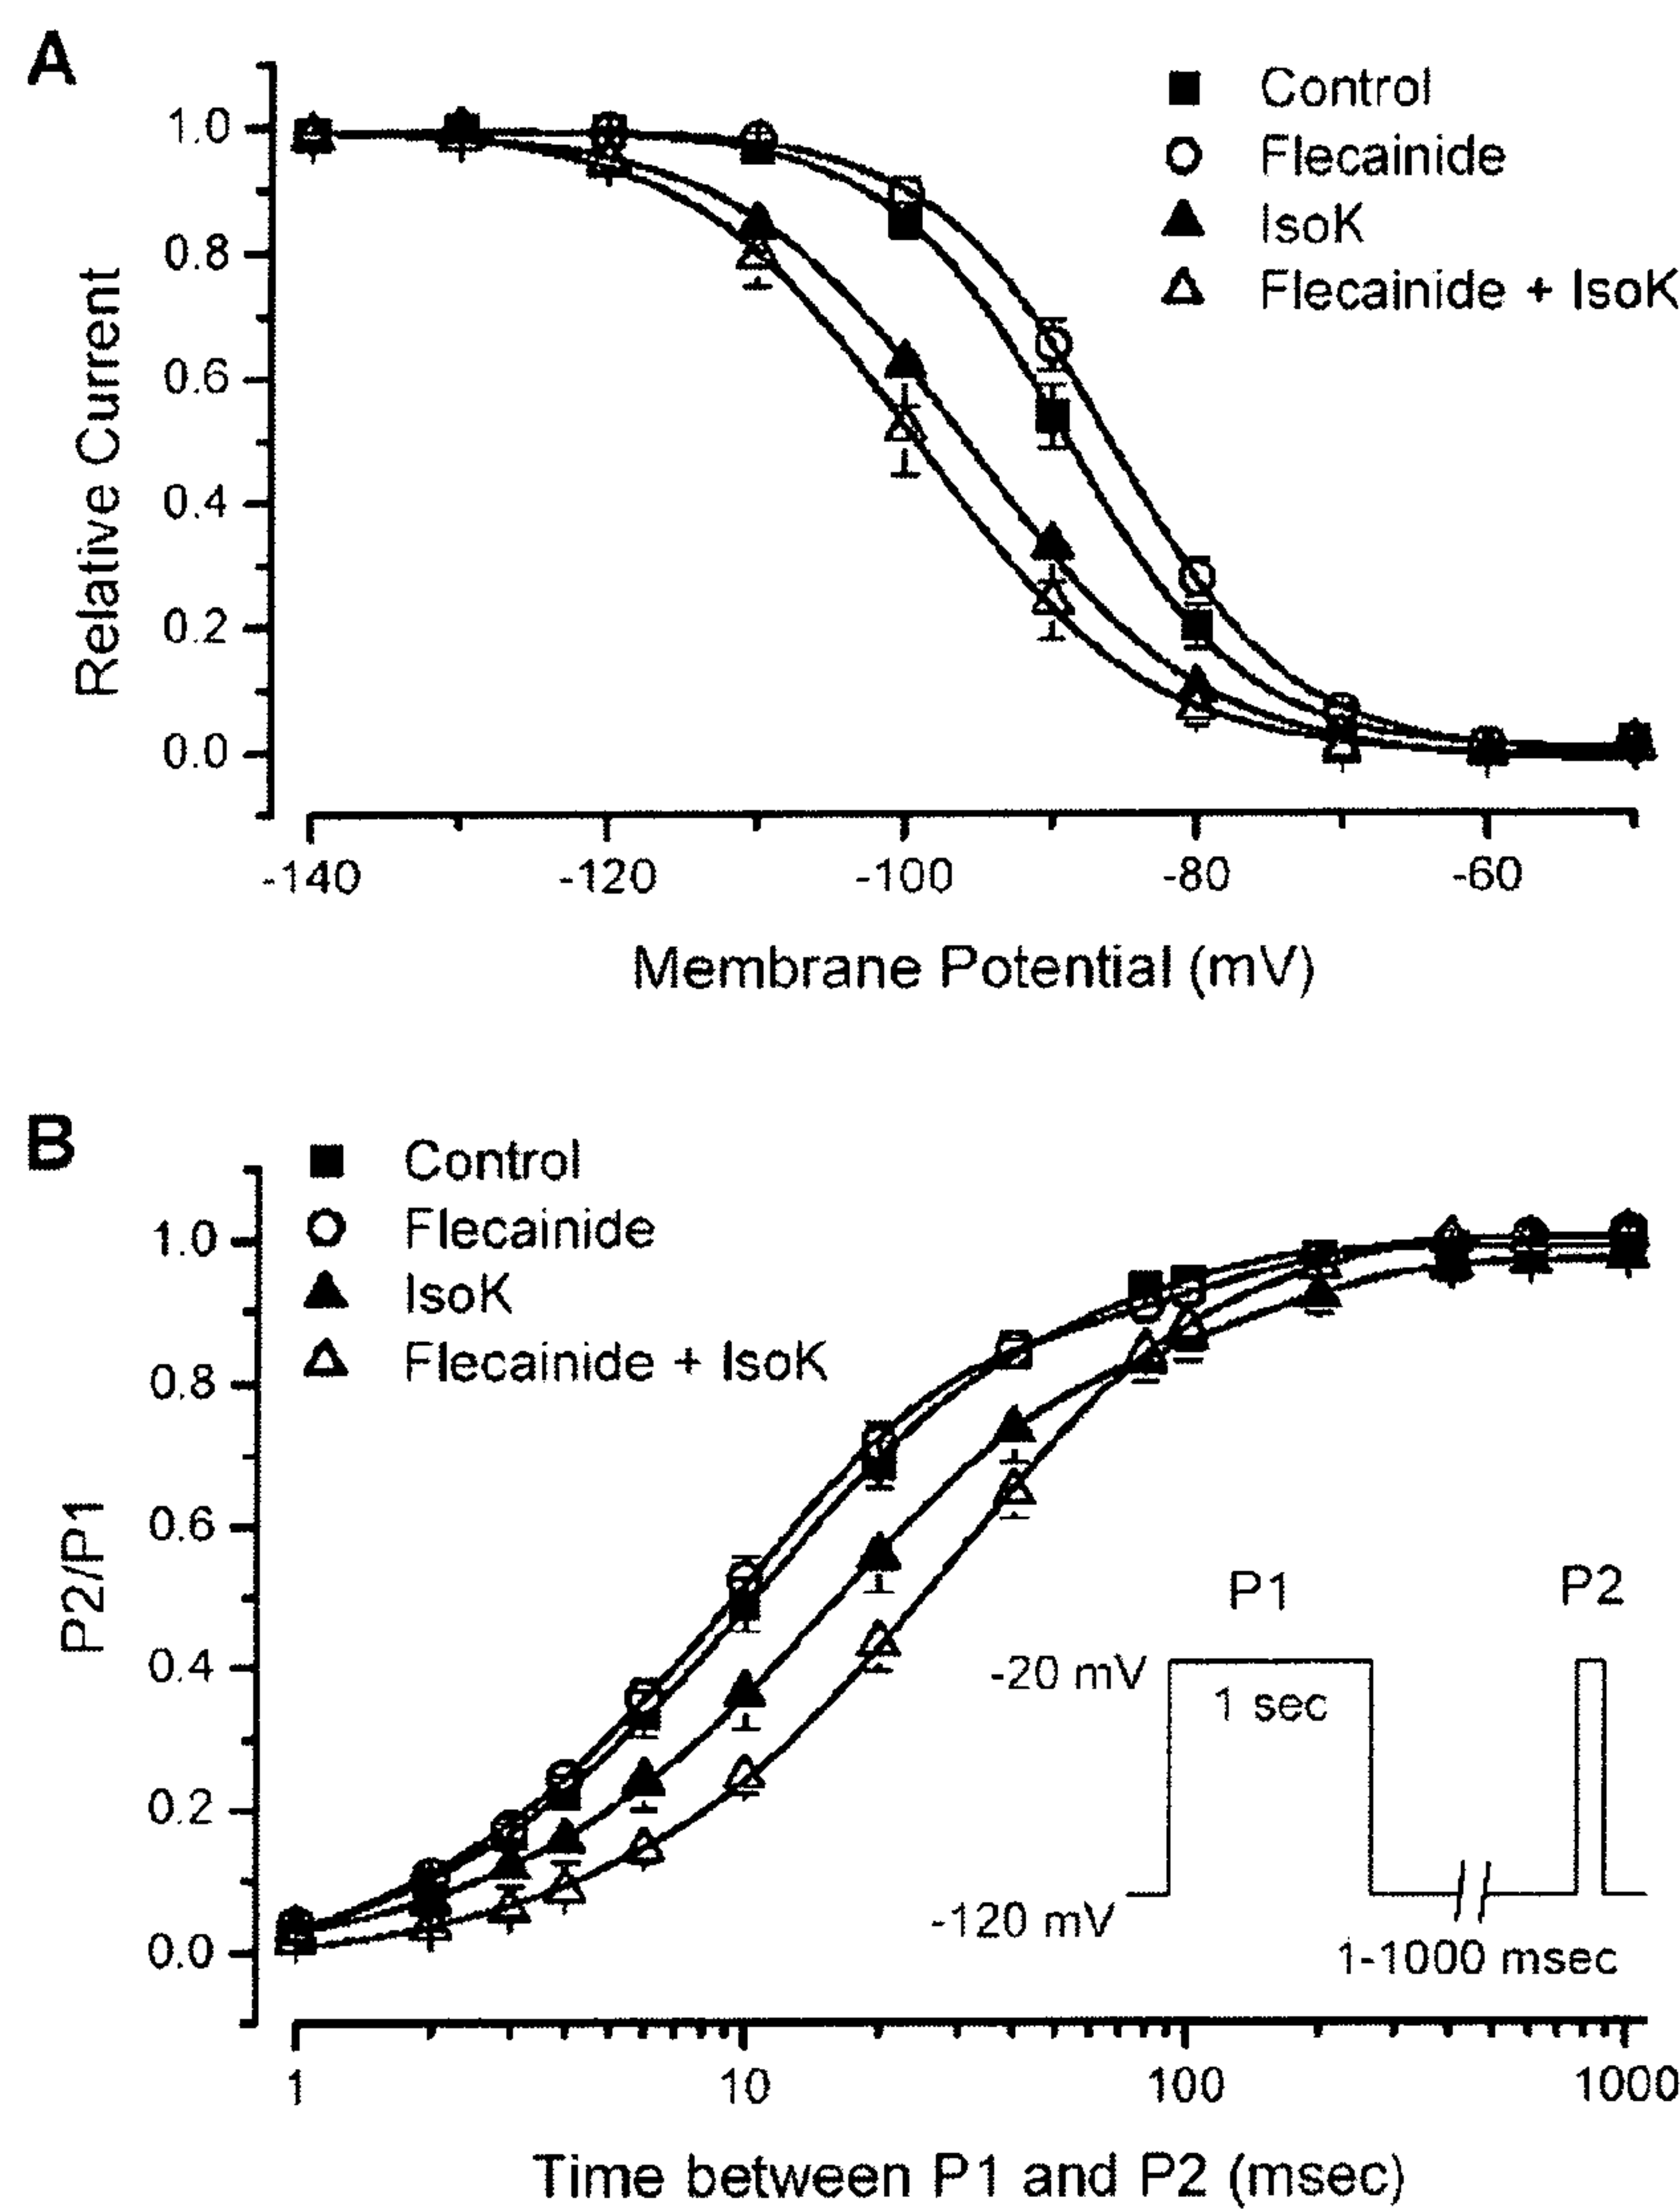 A
Control
Flecainide
IsoK
Flecainide + IsoK
1.0
0.8
0.6
0.4
0.2
0.0
Relative Current
-140 -120 -100 -80 -60
Membrane Potential (mV)
B
Control
Flecainide
IsoK
Flecainide + IsoK
1.0
0.8
0.6
0.4
0.2
0.0
P2/P1
P1 P2
-20 mV
1 sec
-120 mV
1-1000 msec
1 10 100 1000
Time between P1 and P2 (msec)